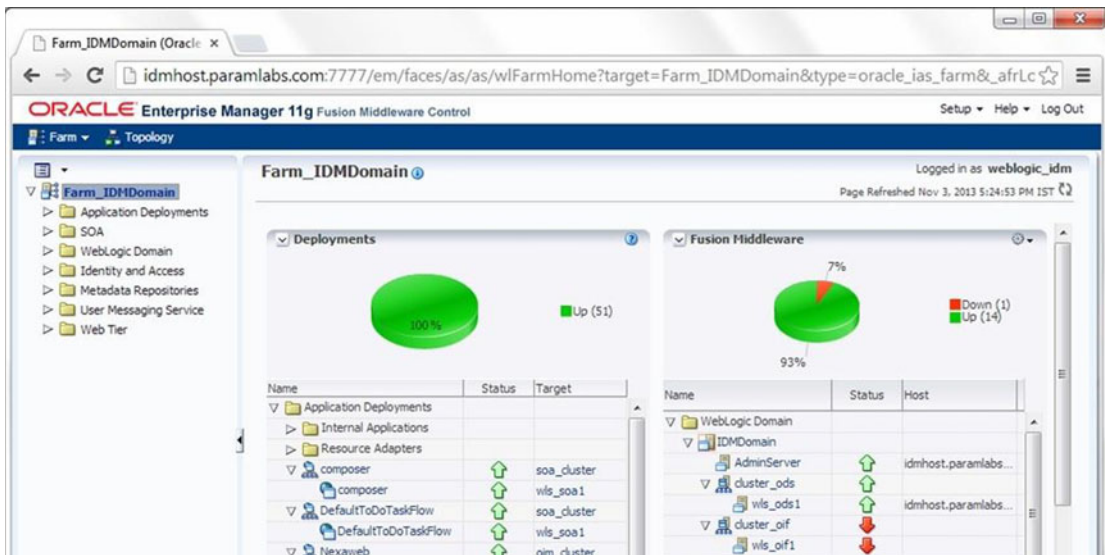 Farm_IDMDomain (Oracle
idmhost.paramlabs.com:7777/em/faces/as/as/wlFarmHome?target=Farm_IDMDomain&type=oracle_ias_farm&_afrLc
ORACLE Enterprise Manager 11g Fusion Middleware Control
Setup Help Log Out
Farm Topology
Farm_IDMDomain
Application Deployments
SOA
WebLogic Domain
Identity and Access
Metadata Repositories
User Messaging Service
Web Tier
Farm_IDMDomain
Logged in as weblogic_idm
Page Refreshed Nov 3, 2013 5:24:53 PM IST
Deployments
100%
Up (51)
Name Status Target
Application Deployments
Internal Applications
Resource Adapters
composer soa_cluster
composer wls_soa1
DefaultToDoTaskFlow soa_cluster
DefaultToDoTaskFlow wls_soa1
Nexaweb oim_cluster
Fusion Middleware
7%
93%
Down (1)
Up (14)
Name Status Host
WebLogic Domain
IDMDomain
AdminServer idmhost.paramlabs...
cluster_ods
wls_ods1 idmhost.paramlabs...
cluster_oif
wls_oif1